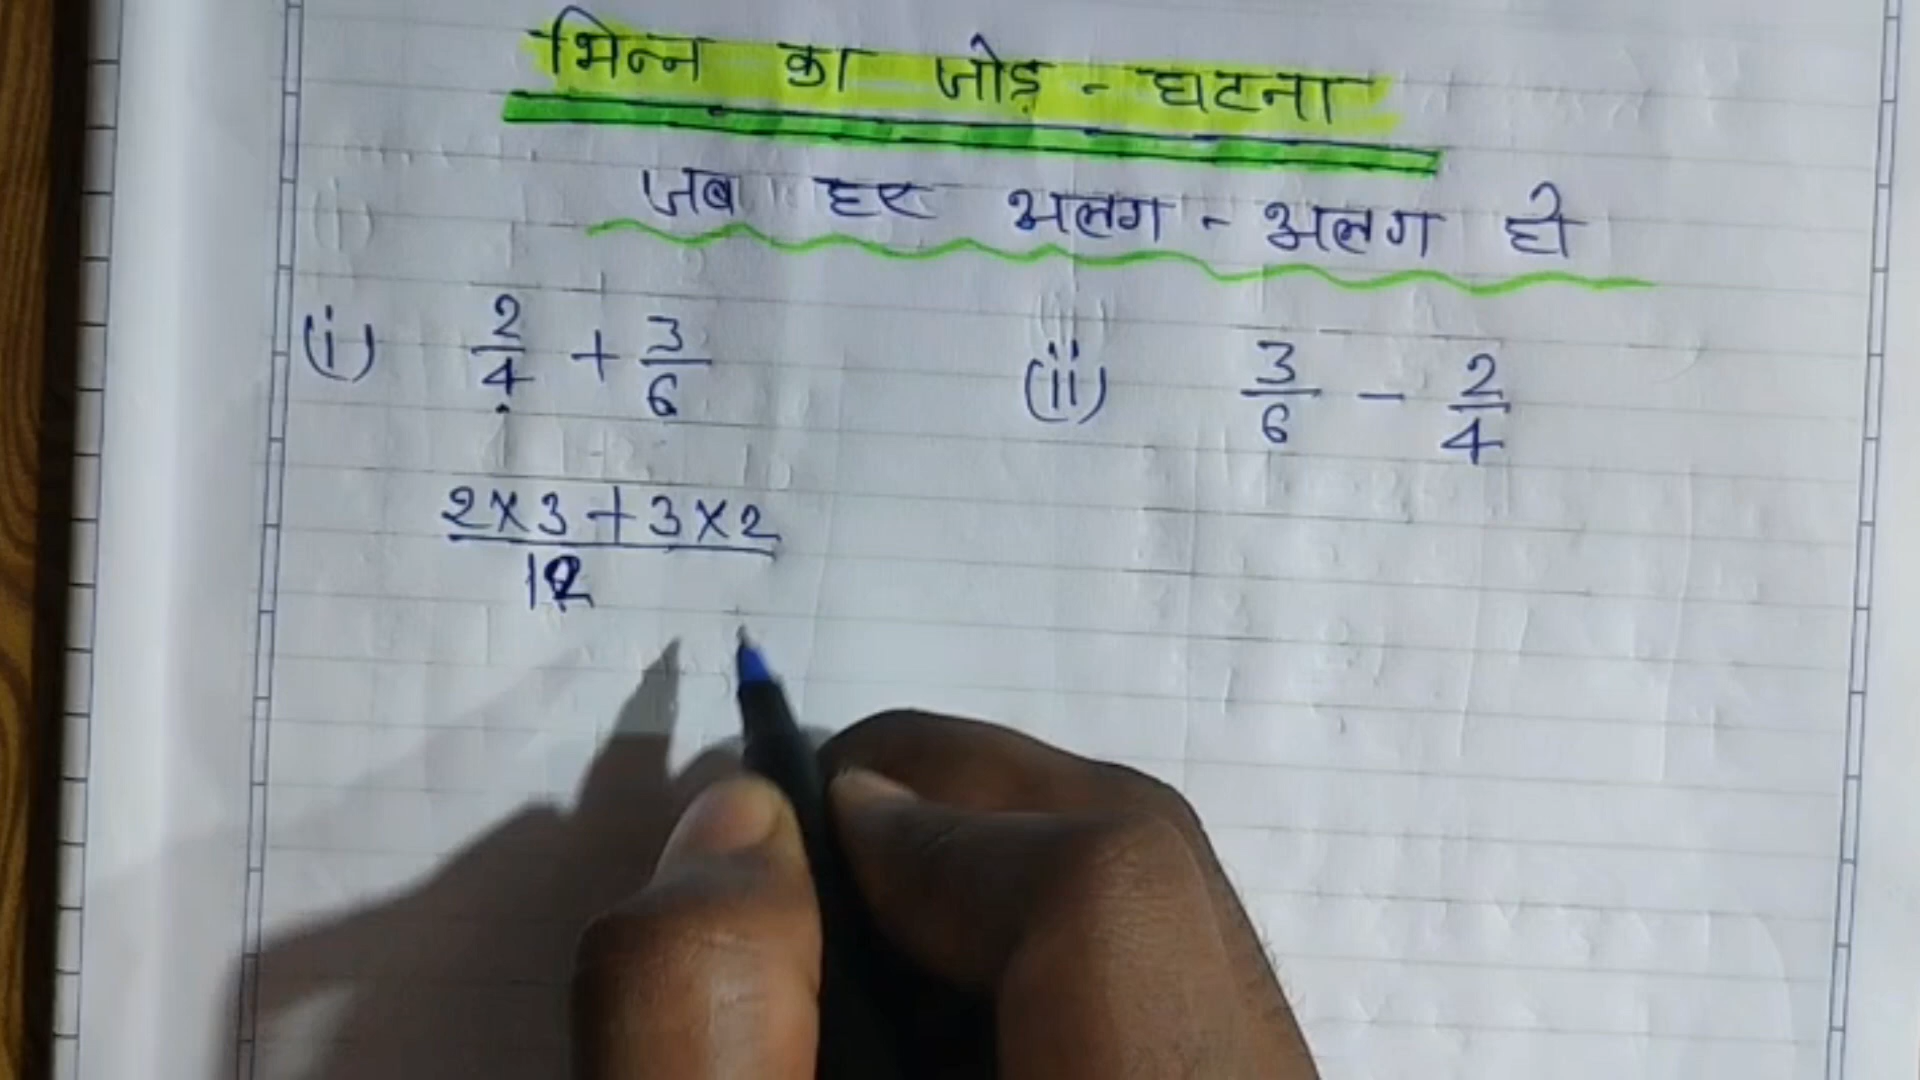 भिन्न का जोड़ - घटना
जब हर अलग - अलग हो
(i) 2/4 + 3/6 (ii) 3/6 - 2/4
2×3+3×2
12